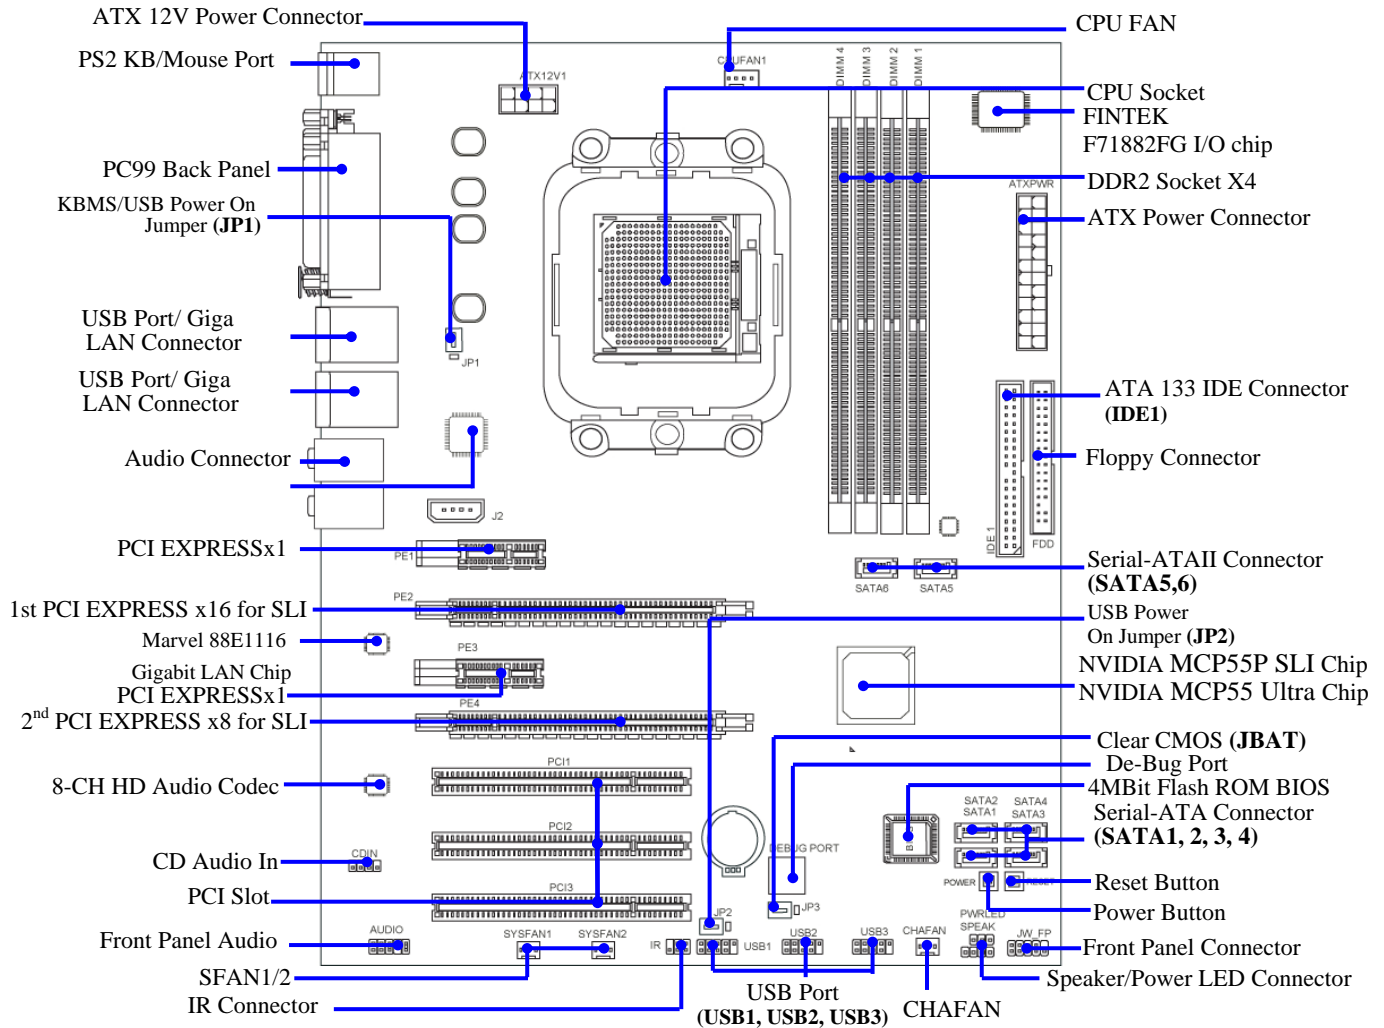 ATX 12V Power Connector
CPU FAN
PS2 KB/Mouse Port
CPUFAN1
ATX12V1
DIMM 4
DIMM 3
DIMM 2
DIMM 1
CPU Socket
FINTEK
F71882FG I/O chip
PC99 Back Panel
DDR2 Socket X4
ATXPWR
KBMS/USB Power On
Jumper (JP1)
ATX Power Connector
USB Port/ Giga
LAN Connector
JP1
USB Port/ Giga
LAN Connector
ATA 133 IDE Connector
(IDE1)
Audio Connector
Floppy Connector
J2
IDE 1
FDD
PCI EXPRESSx1
PE1
Serial-ATAII Connector
(SATA5,6)
SATA6
SATA5
PE2
1st PCI EXPRESS x16 for SLI
USB Power
On Jumper (JP2)
Marvel 88E1116
Gigabit LAN Chip
PE3
NVIDIA MCP55P SLI Chip
NVIDIA MCP55 Ultra Chip
PCI EXPRESSx1
PE4
2nd PCI EXPRESS x8 for SLI
Clear CMOS (JBAT)
De-Bug Port
PCI1
8-CH HD Audio Codec
4MBit Flash ROM BIOS
SATA2
SATA1
SATA4
SATA3
Serial-ATA Connector
(SATA1, 2, 3, 4)
PCI2
DEBUG PORT
CDIN
CD Audio In
POWER
RESET
Reset Button
PCI3
PCI Slot
JP2
JP3
Power Button
PWRLED
SPEAK
AUDIO
SYSFAN1
SYSFAN2
IR
USB1
USB2
USB3
CHAFAN
JW_FP
Front Panel Audio
Front Panel Connector
SFAN1/2
Speaker/Power LED Connector
IR Connector
USB Port
(USB1, USB2, USB3)
CHAFAN